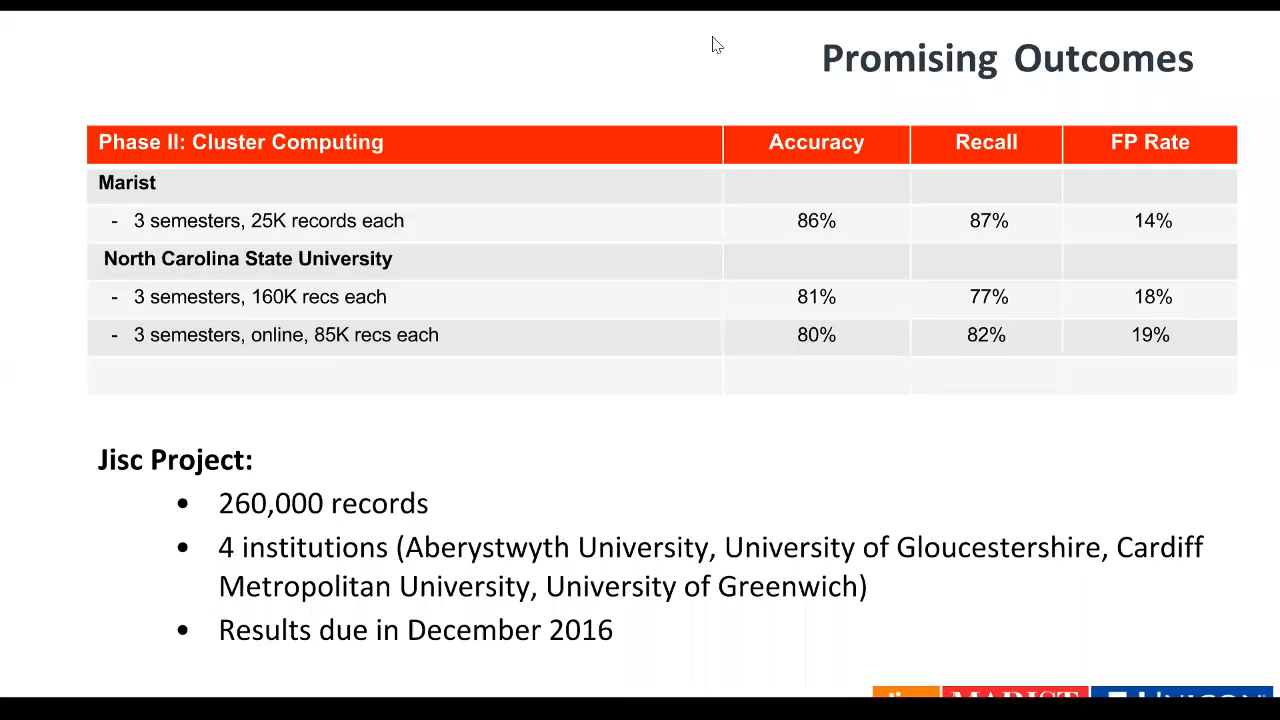 Promising Outcomes
Phase II: Cluster Computing Accuracy Recall FP Rate
Marist
- 3 semesters, 25K records each 86% 87% 14%
North Carolina State University
- 3 semesters, 160K recs each 81% 77% 18%
- 3 semesters, online, 85K recs each 80% 82% 19%
Jisc Project:
• 260,000 records
• 4 institutions (Aberystwyth University, University of Gloucestershire, Cardiff
Metropolitan University, University of Greenwich)
• Results due in December 2016
MARIST UNICON